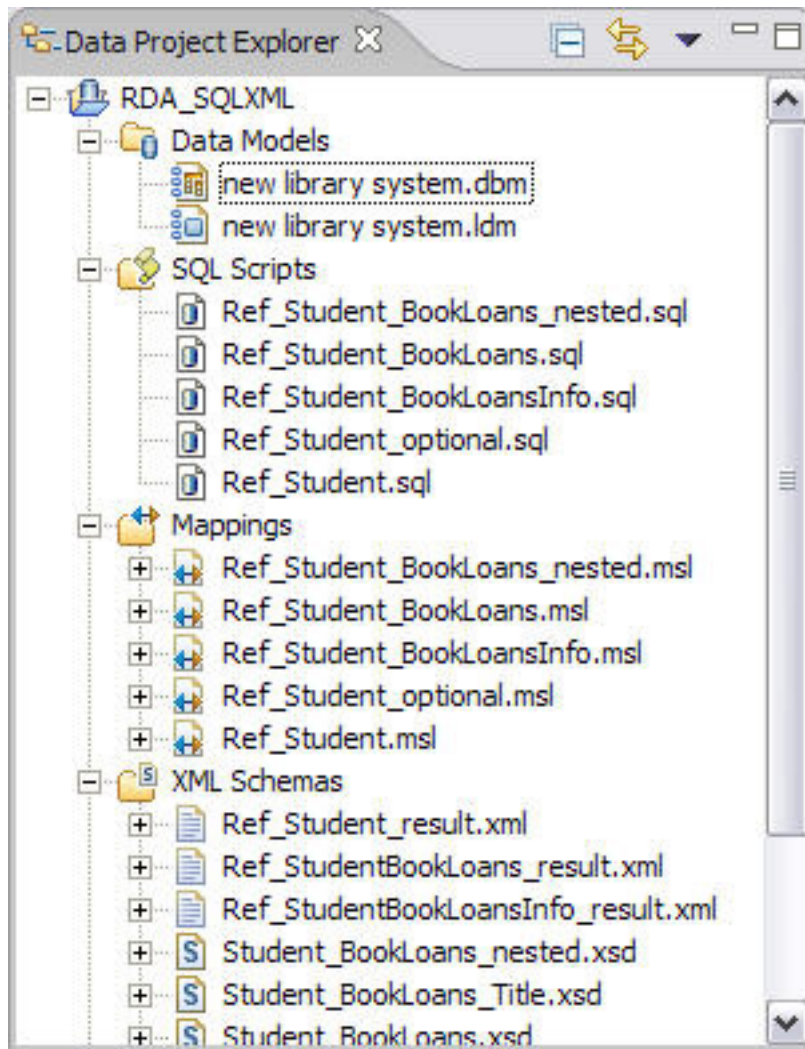 Data Project Explorer
RDA_SQLXML
Data Models
new library system.dbm
new library system.ldm
SQL Scripts
Ref_Student_BookLoans_nested.sql
Ref_Student_BookLoans.sql
Ref_Student_BookLoansInfo.sql
Ref_Student_optional.sql
Ref_Student.sql
Mappings
Ref_Student_BookLoans_nested.msl
Ref_Student_BookLoans.msl
Ref_Student_BookLoansInfo.msl
Ref_Student_optional.msl
Ref_Student.msl
XML Schemas
Ref_Student_result.xml
Ref_StudentBookLoans_result.xml
Ref_StudentBookLoansInfo_result.xml
Student_BookLoans_nested.xsd
Student_BookLoans_Title.xsd
Student_BookLoans.xsd